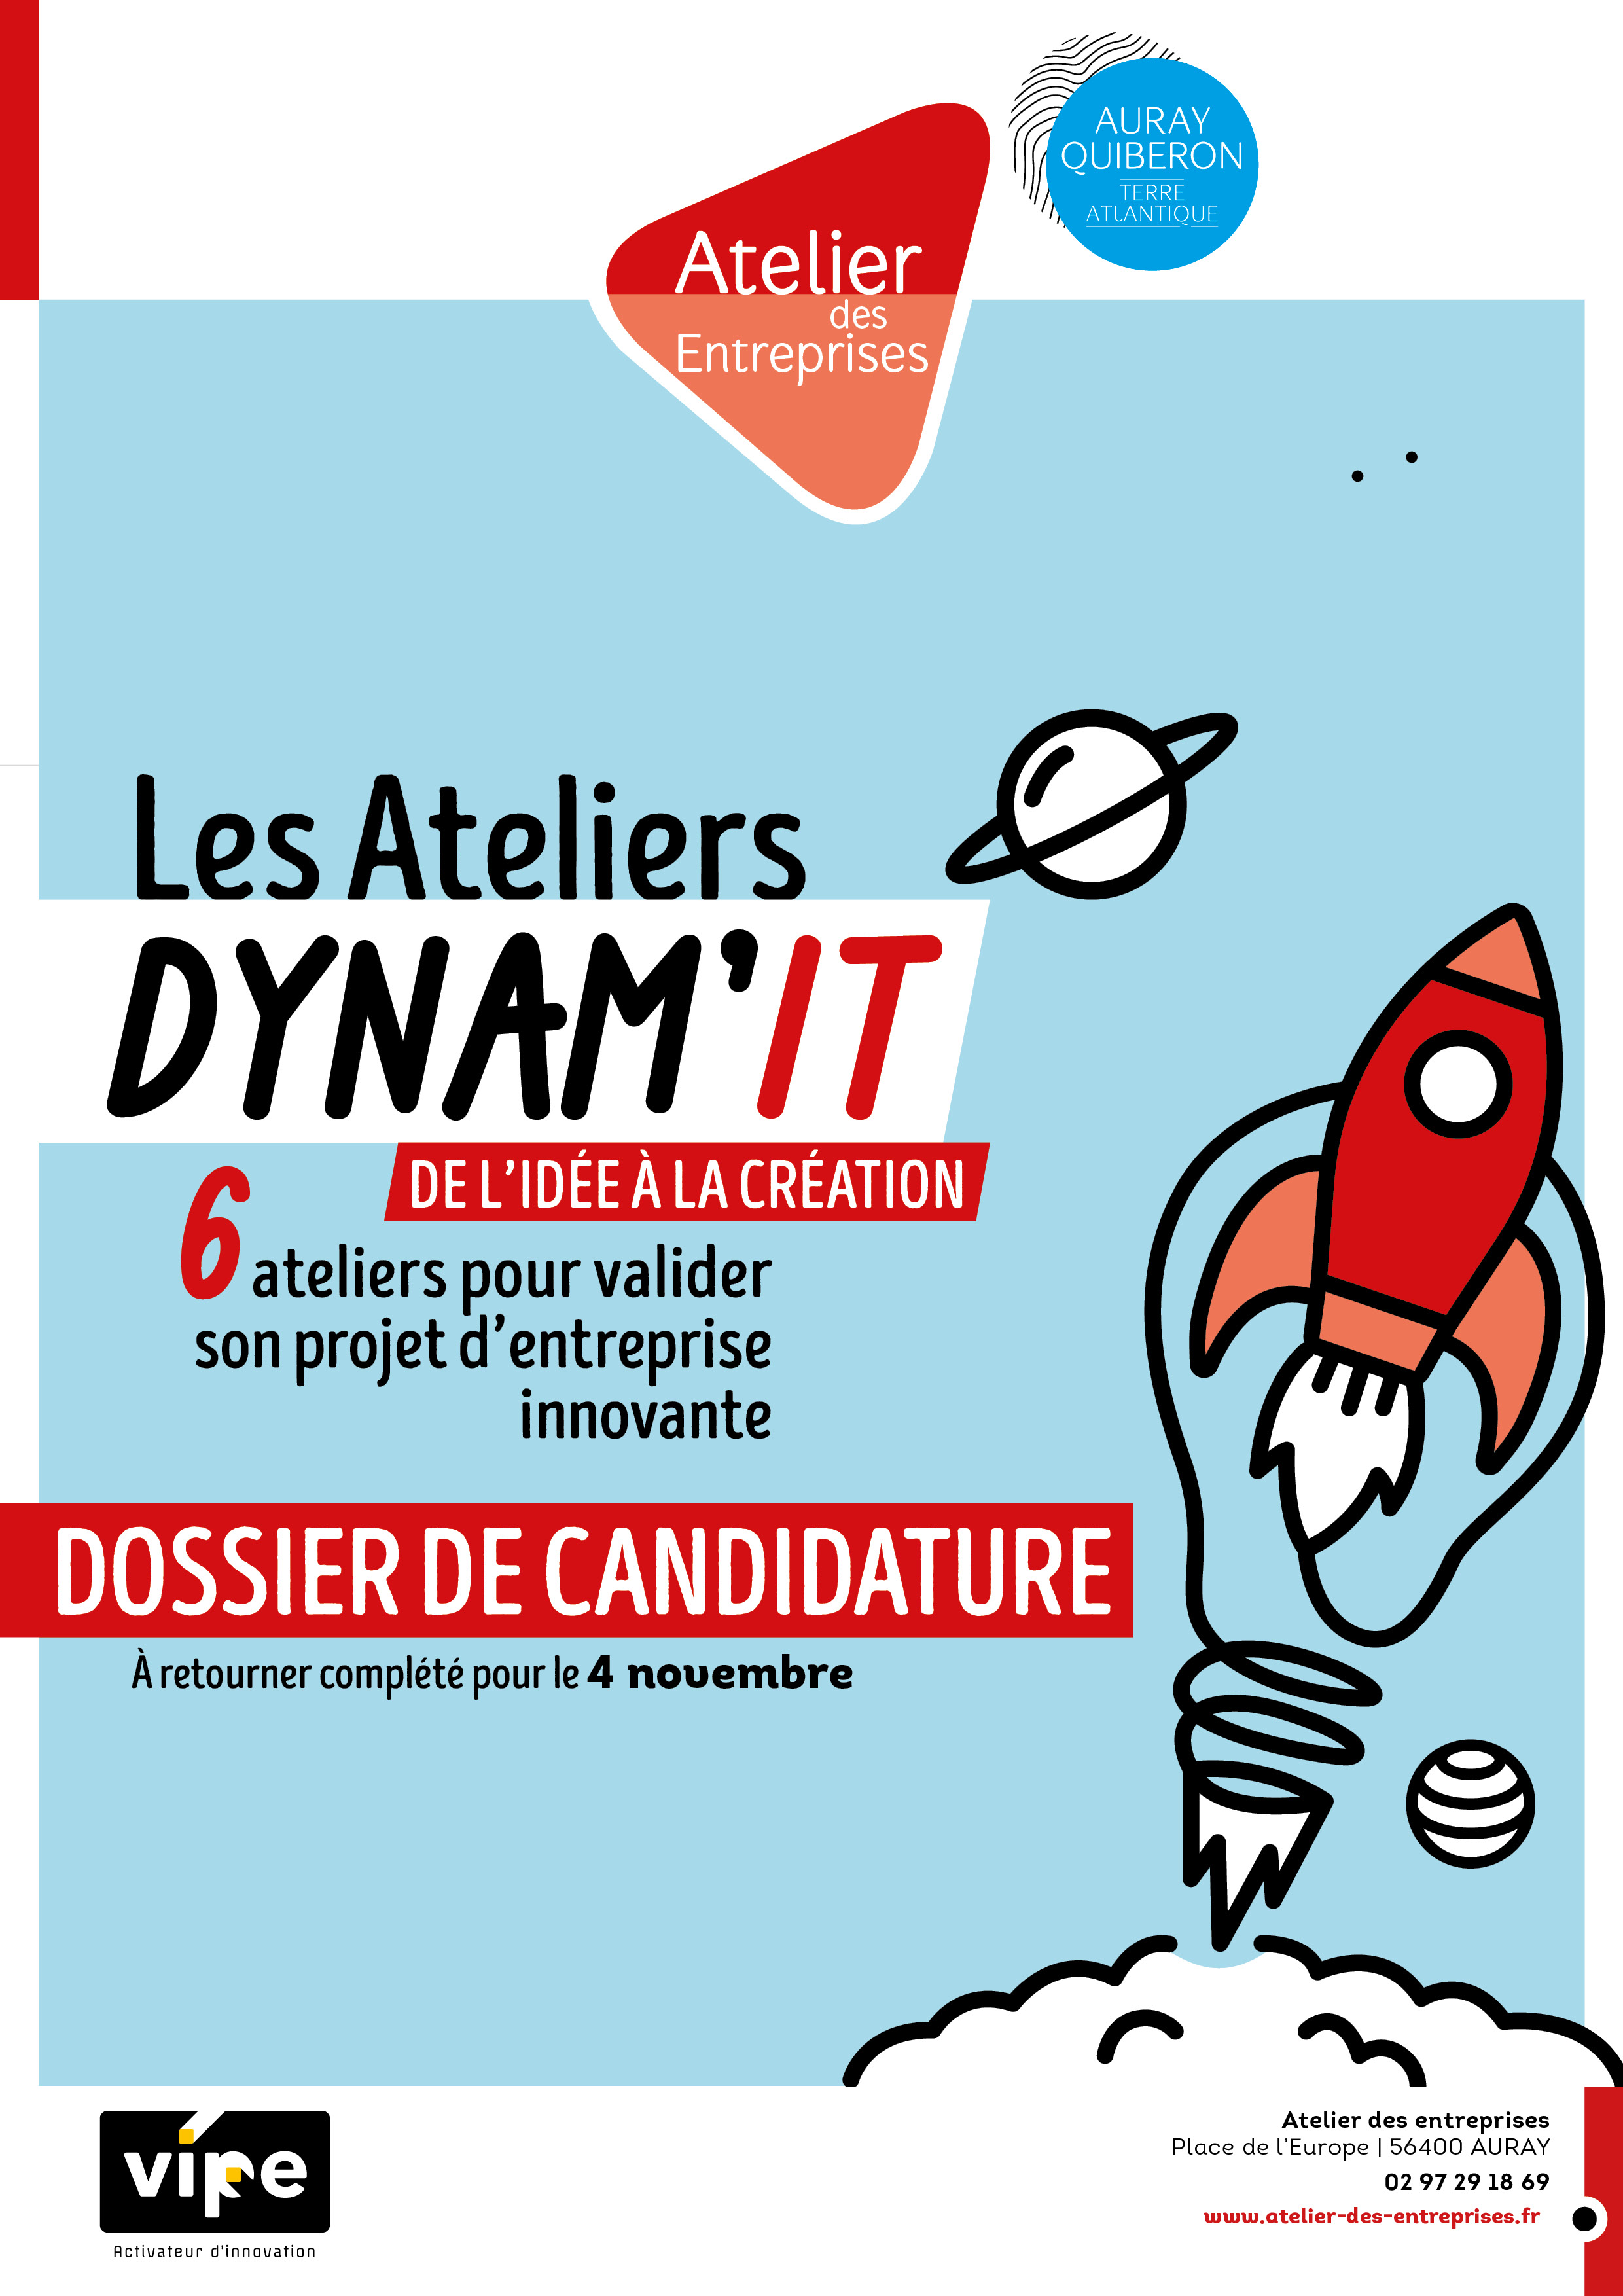 Atelier
des
Entreprises
AURAY
QUIBERON
TERRE
ATLANTIQUE
Les Ateliers
DYNAM'IT
DE L'IDÉE À LA CRÉATION
6 ateliers pour valider
son projet d'entreprise
innovante
DOSSIER DE CANDIDATURE
À retourner complété pour le 4 novembre
vipe
Activateur d'innovation
Atelier des entreprises
Place de l'Europe | 56400 AURAY
02 97 29 18 69
www.atelier-des-entreprises.fr